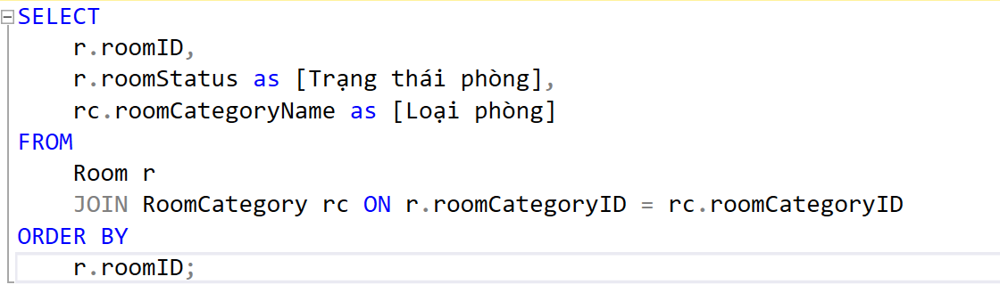 SELECT
r.roomID,
r.roomStatus as [Trạng thái phòng],
rc.roomCategoryName as [Loại phòng]
FROM
Room r
JOIN RoomCategory rc ON r.roomCategoryID = rc.roomCategoryID
ORDER BY
r.roomID;